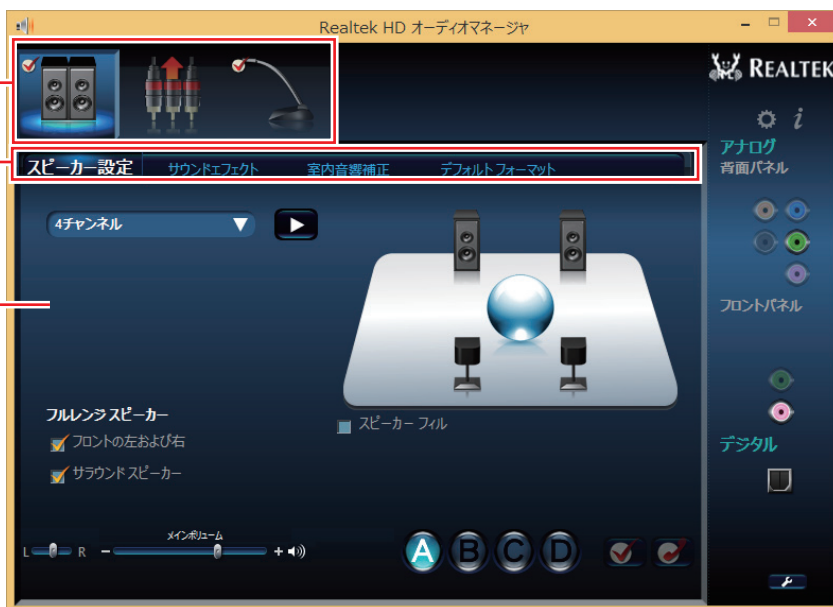 Realtek HD オーディオマネージャ
REALTEK
i
アナログ
背面パネル
スピーカー設定 サウンドエフェクト 室内音響補正 デフォルトフォーマット
4チャンネル
フロントパネル
フルレンジ スピーカー
フロントの左および右
サラウンド スピーカー
スピーカー フィル
デジタル
メインボリューム
L R - +
A B C D